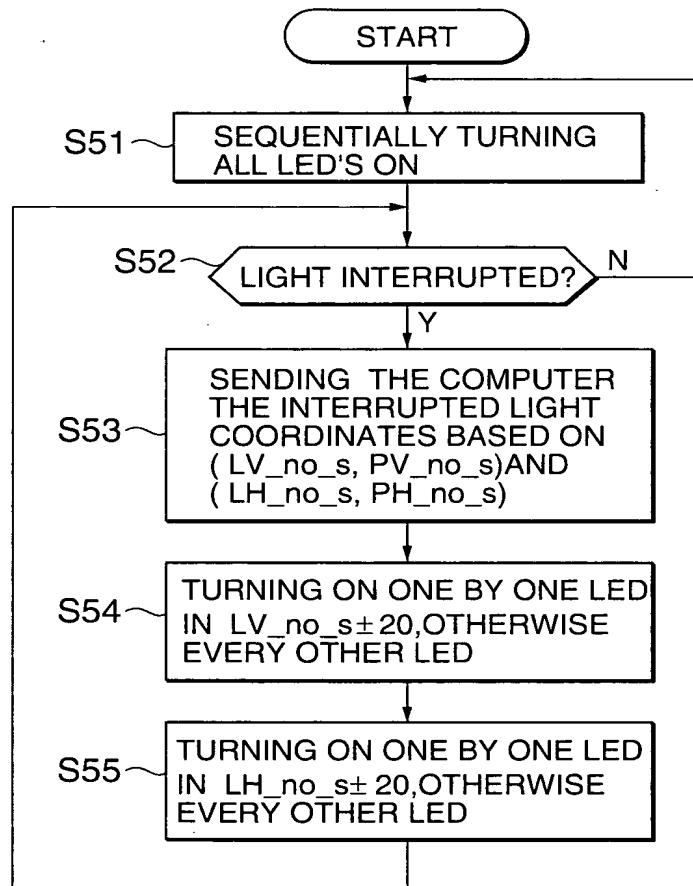 START
S51
SEQUENTIALLY TURNING
ALL LED'S ON
S52
LIGHT INTERRUPTED?
N
Y
S53
SENDING THE COMPUTER
THE INTERRUPTED LIGHT
COORDINATES BASED ON
( LV_no_s, PV_no_s)AND
( LH_no_s, PH_no_s)
S54
TURNING ON ONE BY ONE LED
IN LV_no_s± 20,OTHERWISE
EVERY OTHER LED
S55
TURNING ON ONE BY ONE LED
IN LH_no_s± 20,OTHERWISE
EVERY OTHER LED